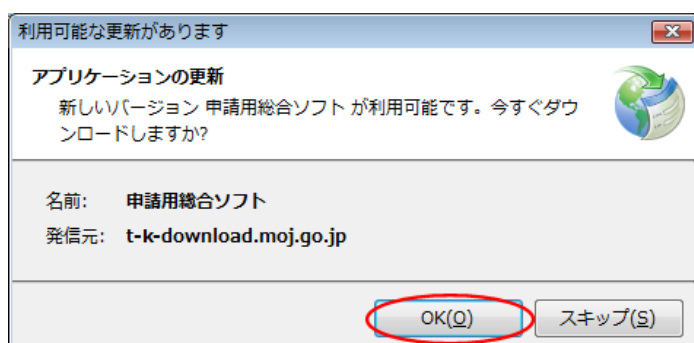 利用可能な更新があります
アプリケーションの更新
新しいバージョン 申請用総合ソフト が利用可能です。今すぐダウ
ンロードしますか?
名前: 申請用総合ソフト
発信元: t-k-download.moj.go.jp
OK(O) スキップ(S)